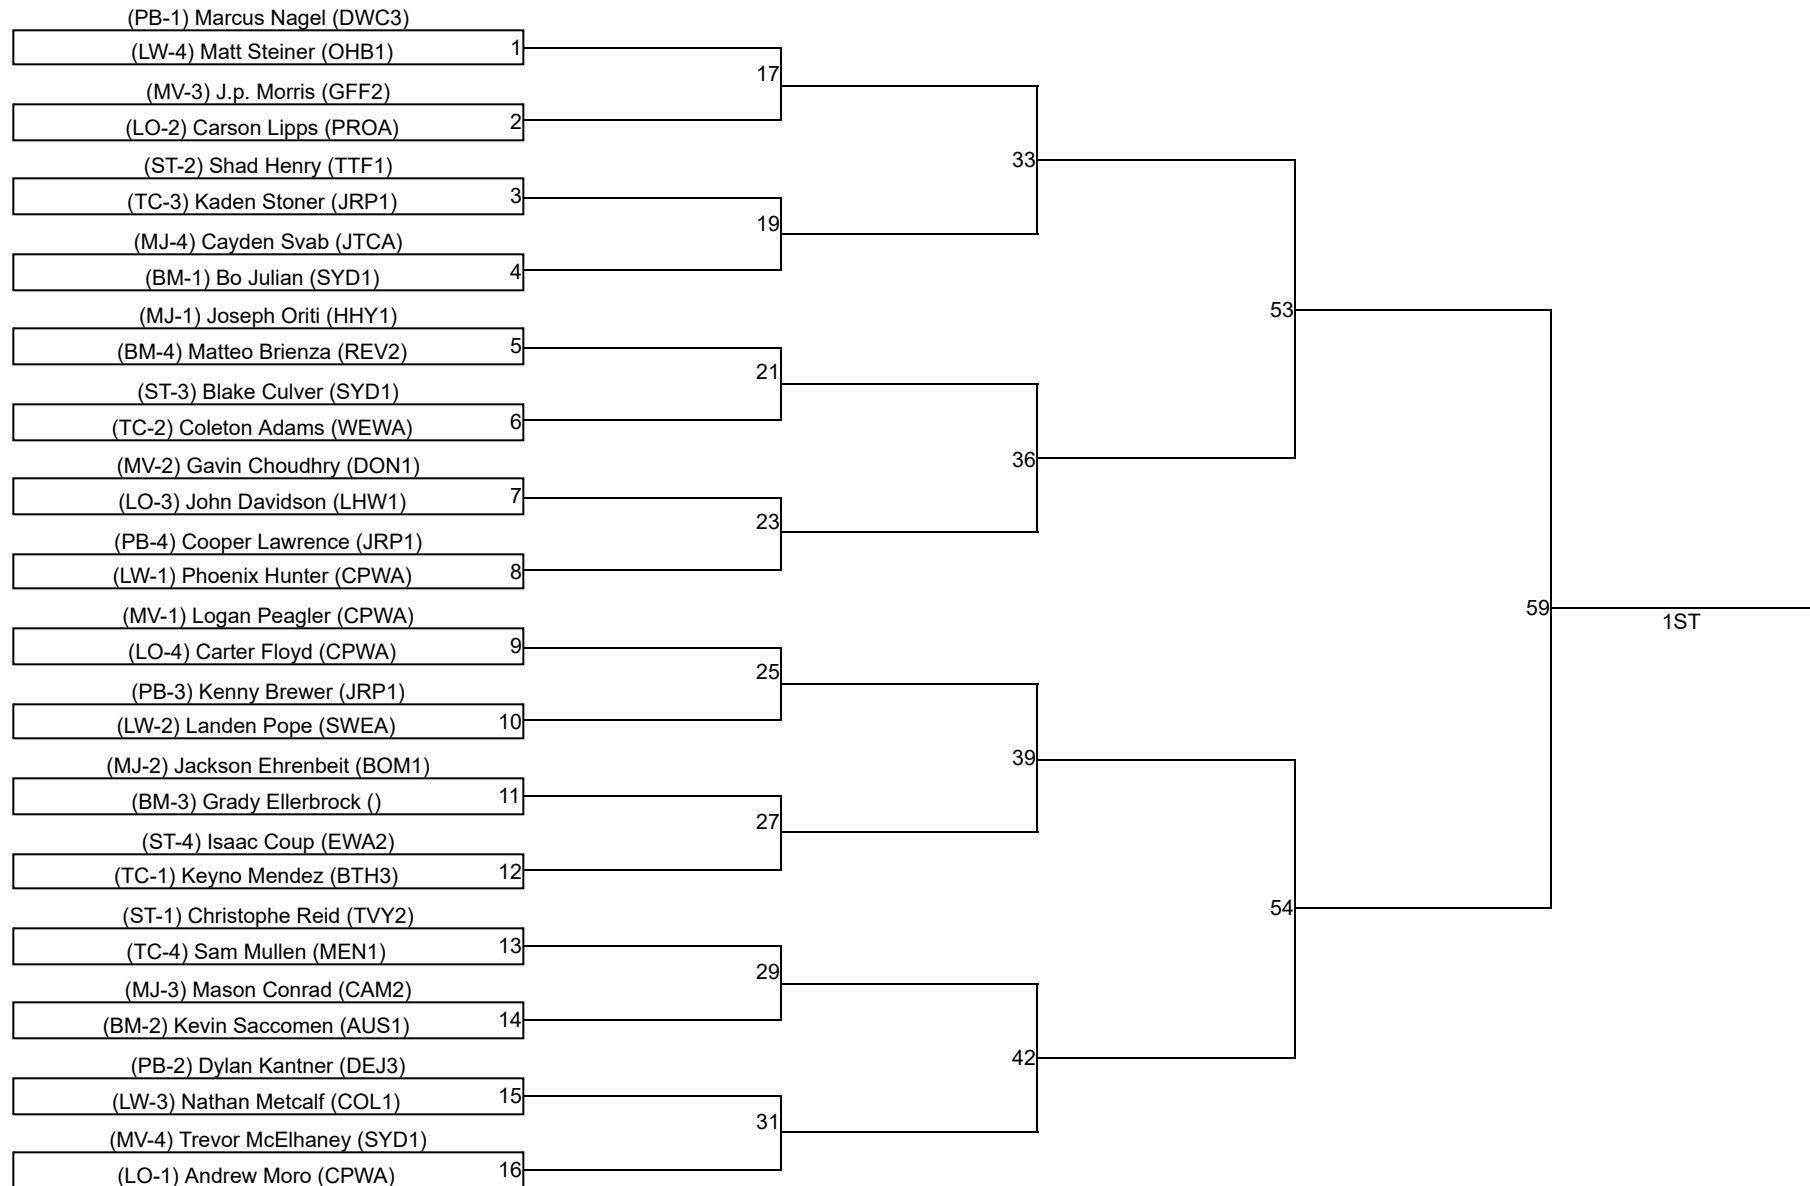 (PB-1) Marcus Nagel (DWC3)
(LW-4) Matt Steiner (OHB1)
1
17
(MV-3) J.p. Morris (GFF2)
(LO-2) Carson Lipps (PROA)
2
33
(ST-2) Shad Henry (TTF1)
(TC-3) Kaden Stoner (JRP1)
3
19
(MJ-4) Cayden Svab (JTCA)
(BM-1) Bo Julian (SYD1)
4
53
(MJ-1) Joseph Oriti (HHY1)
(BM-4) Matteo Brienza (REV2)
5
21
(ST-3) Blake Culver (SYD1)
(TC-2) Coleton Adams (WEWA)
6
36
(MV-2) Gavin Choudhry (DON1)
(LO-3) John Davidson (LHW1)
7
23
(PB-4) Cooper Lawrence (JRP1)
(LW-1) Phoenix Hunter (CPWA)
8
59
1ST
(MV-1) Logan Peagler (CPWA)
(LO-4) Carter Floyd (CPWA)
9
25
(PB-3) Kenny Brewer (JRP1)
(LW-2) Landen Pope (SWEA)
10
39
(MJ-2) Jackson Ehrenbeit (BOM1)
(BM-3) Grady Ellerbrock ()
11
27
(ST-4) Isaac Coup (EWA2)
(TC-1) Keyno Mendez (BTH3)
12
54
(ST-1) Christophe Reid (TVY2)
(TC-4) Sam Mullen (MEN1)
13
29
(MJ-3) Mason Conrad (CAM2)
(BM-2) Kevin Saccomen (AUS1)
14
42
(PB-2) Dylan Kantner (DEJ3)
(LW-3) Nathan Metcalf (COL1)
15
31
(MV-4) Trevor McElhaney (SYD1)
(LO-1) Andrew Moro (CPWA)
16